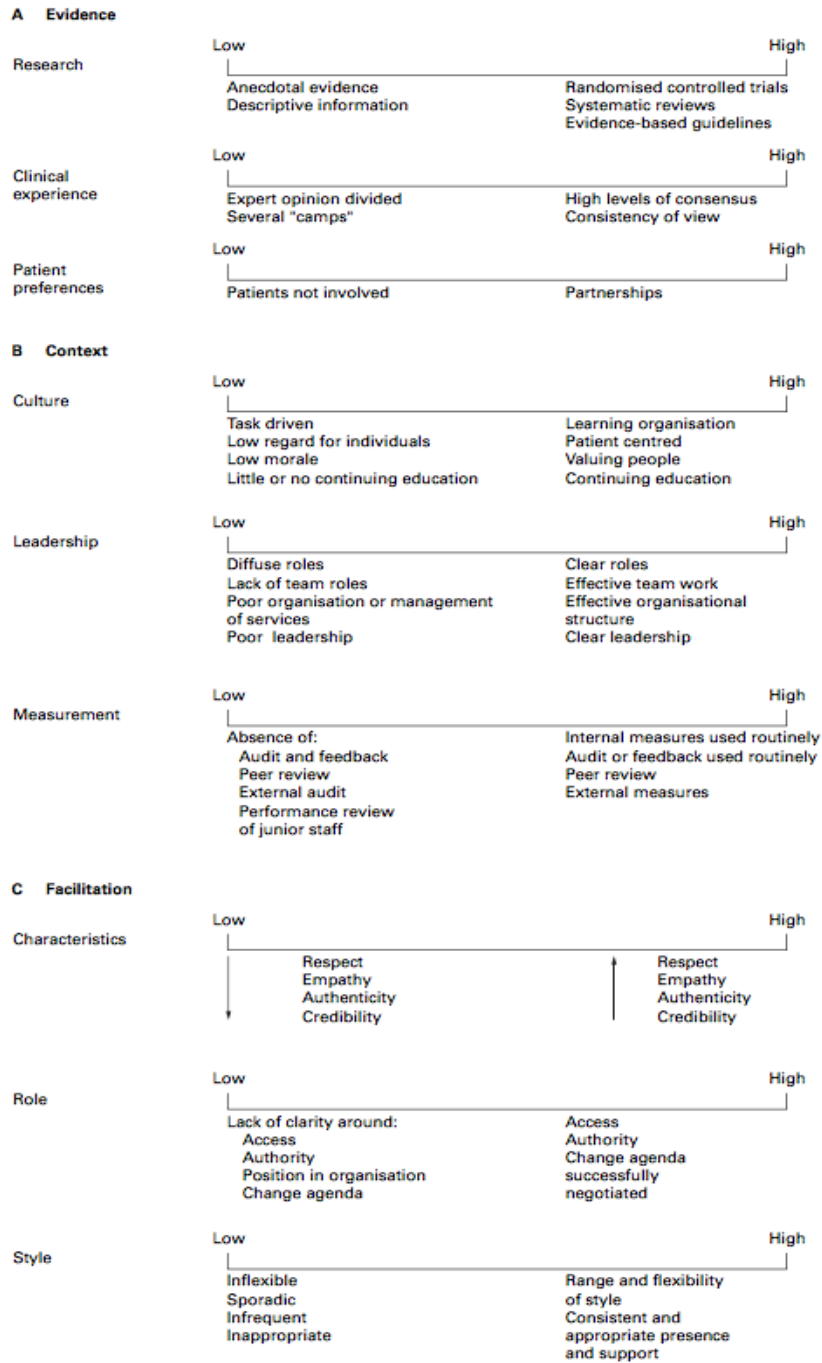 A Evidence
Low High
Research
Anecdotal evidence Randomised controlled trials
Descriptive information Systematic reviews
Evidence-based guidelines
Low High
Clinical
experience
Expert opinion divided High levels of consensus
Several "camps" Consistency of view
Low High
Patient
preferences
Patients not involved Partnerships
B Context
Low High
Culture
Task driven Learning organisation
Low regard for individuals Patient centred
Low morale Valuing people
Little or no continuing education Continuing education
Low High
Leadership
Diffuse roles Clear roles
Lack of team roles Effective team work
Poor organisation or management Effective organisational
of services structure
Poor leadership Clear leadership
Low High
Measurement
Absence of: Internal measures used routinely
Audit and feedback Audit or feedback used routinely
Peer review Peer review
External audit External measures
Performance review
of junior staff
C Facilitation
Low High
Characteristics
Respect Respect
Empathy Empathy
Authenticity Authenticity
Credibility Credibility
Low High
Role
Lack of clarity around: Access
Access Authority
Authority Change agenda
Position in organisation successfully
Change agenda negotiated
Low High
Style
Inflexible Range and flexibility
Sporadic of style
Infrequent Consistent and
Inappropriate appropriate presence
and support